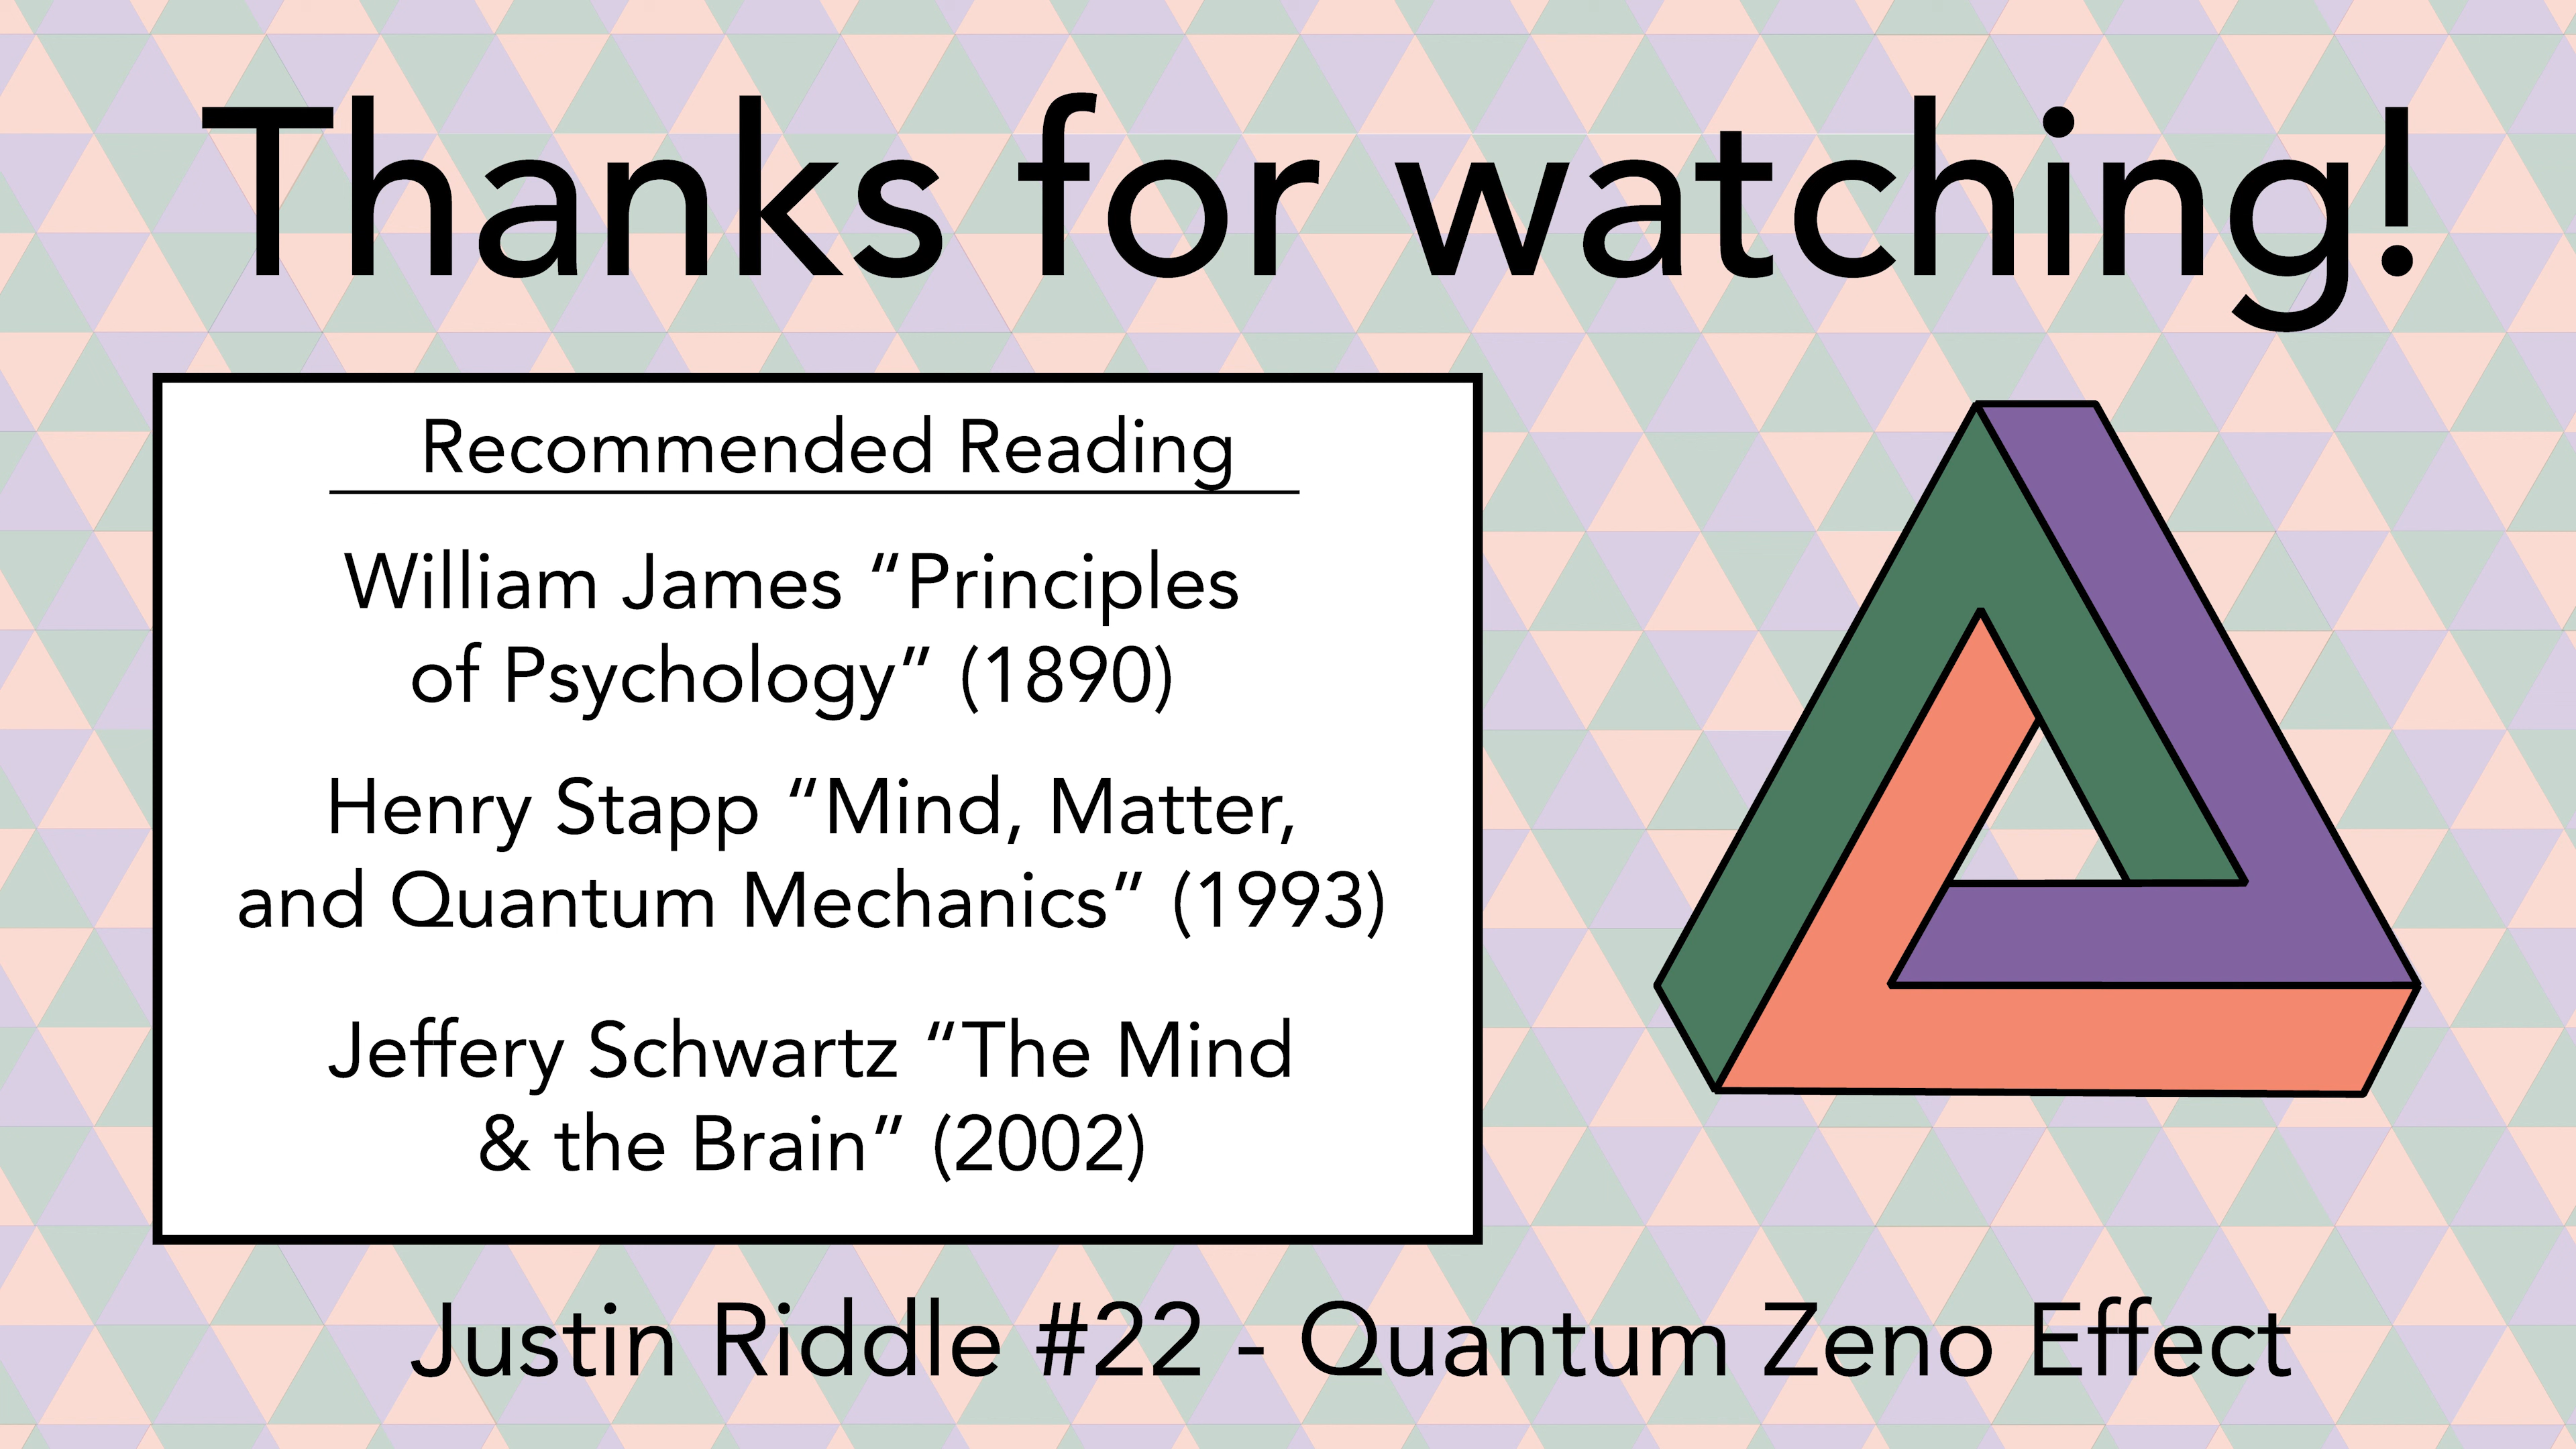 Thanks for watching!
Recommended Reading
William James “Principles
of Psychology” (1890)
Henry Stapp “Mind, Matter,
and Quantum Mechanics” (1993)
Jeffery Schwartz “The Mind
& the Brain” (2002)
Justin Riddle #22 - Quantum Zeno Effect